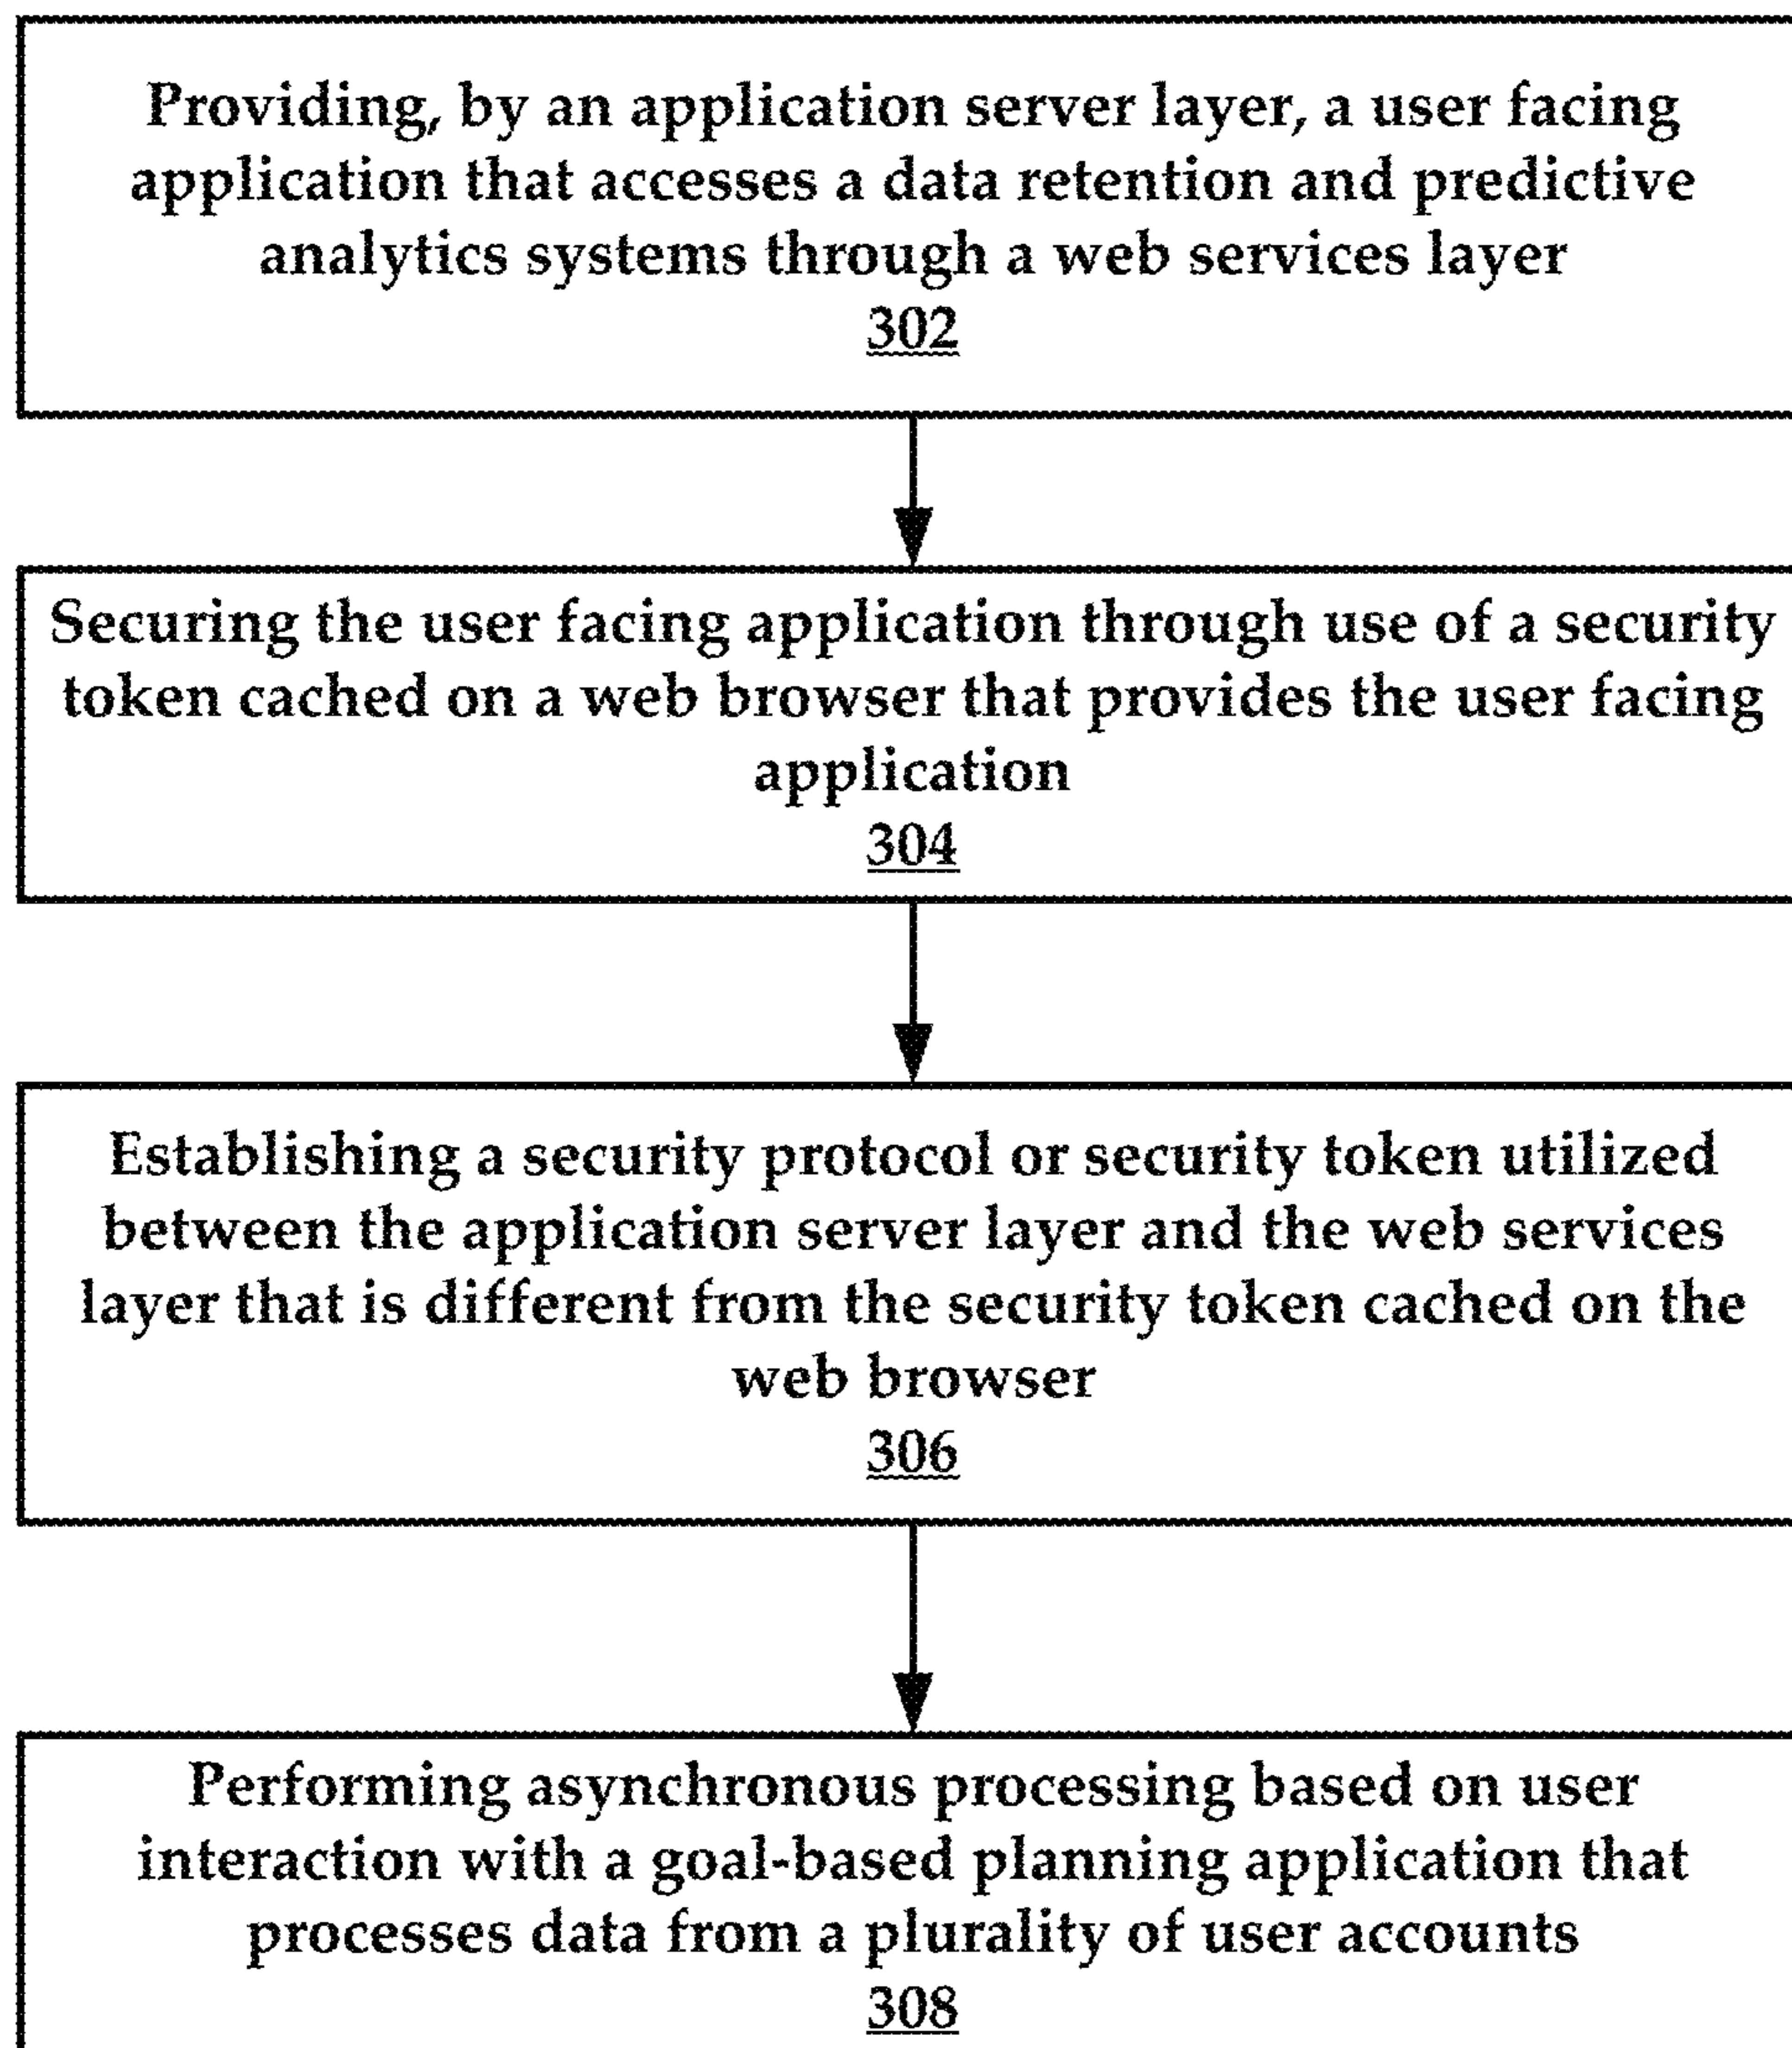 Providing, by an application server layer, a user facing
application that accesses a data retention and predictive
analytics systems through a web services layer
302
Securing the user facing application through use of a security
token cached on a web browser that provides the user facing
application
304
Establishing a security protocol or security token utilized
between the application server layer and the web services
layer that is different from the security token cached on the
web browser
306
Performing asynchronous processing based on user
interaction with a goal-based planning application that
processes data from a plurality of user accounts
308